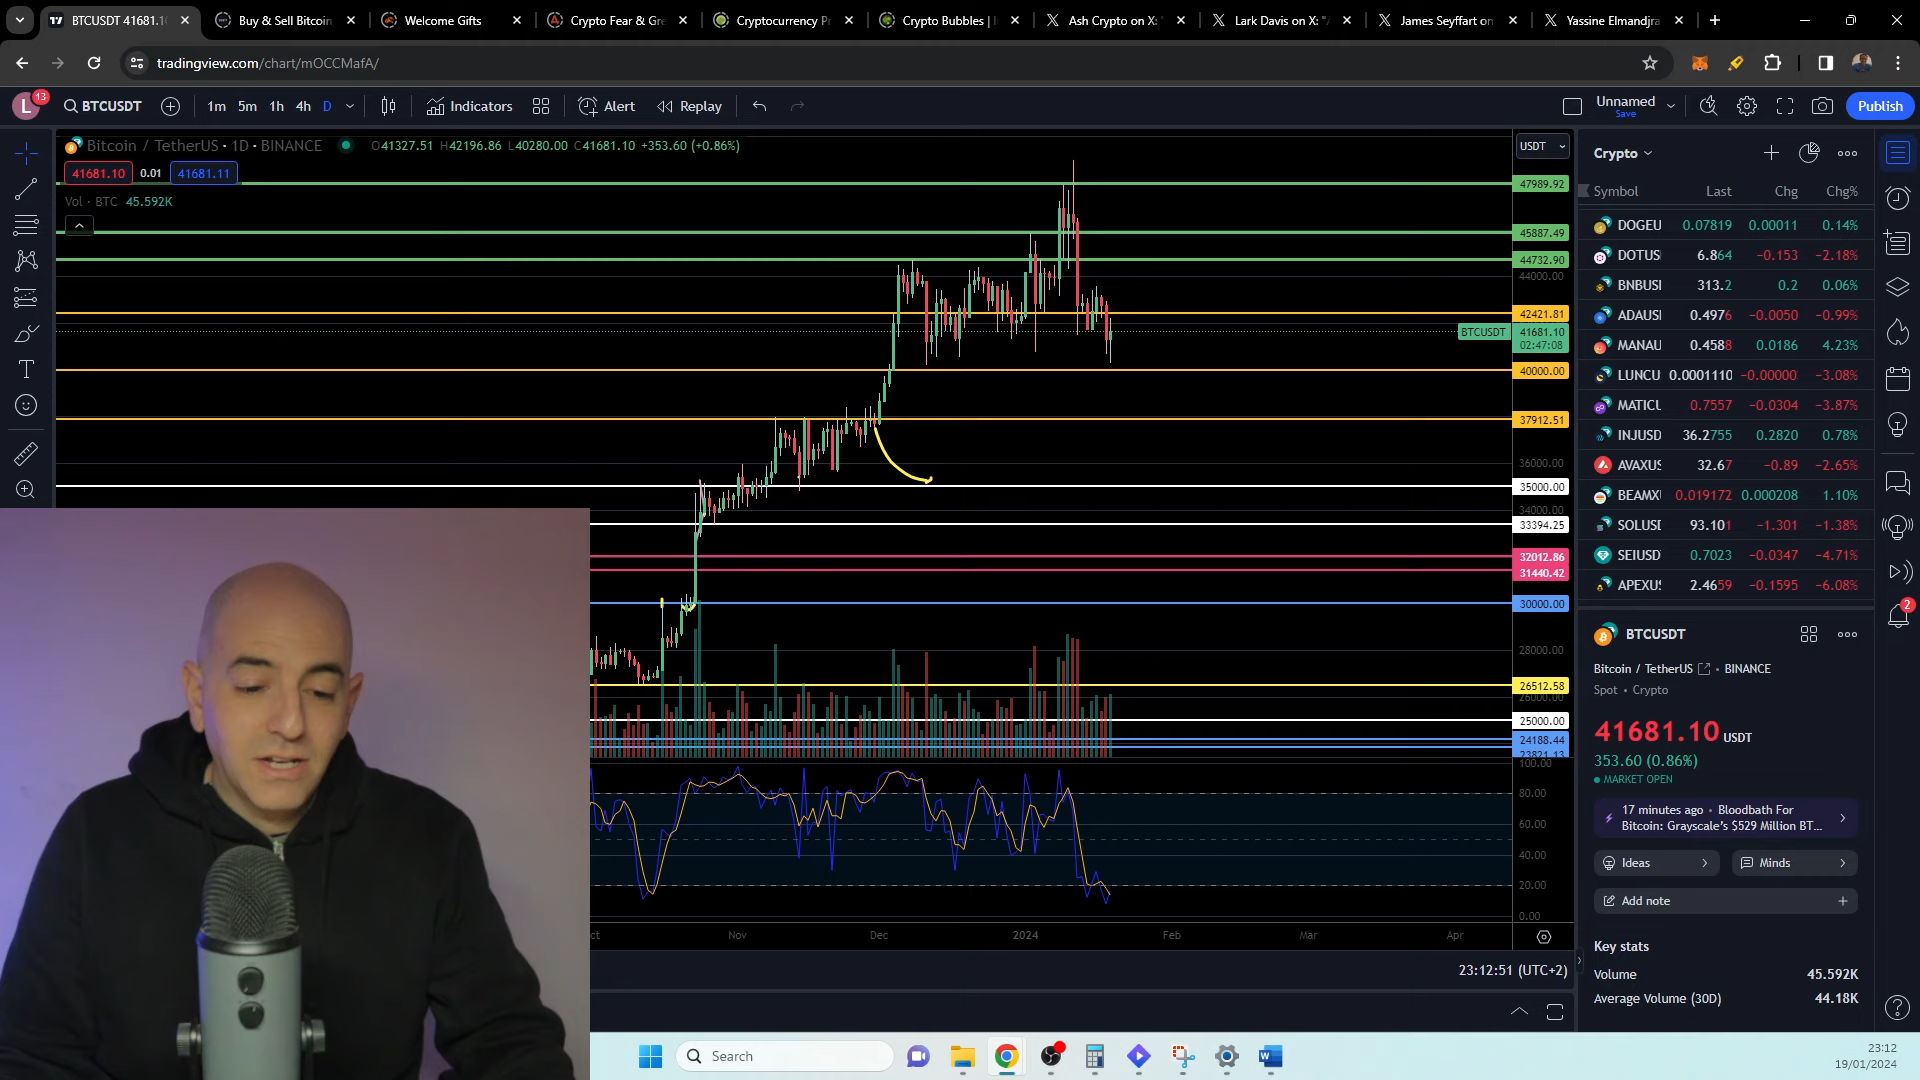 BTCUSDT 41681.1
Buy & Sell Bitcoin
Welcome Gifts
Crypto Fear & Gre
Cryptocurrency P
Crypto Bubbles | I
Ash Crypto on X: "
Lark Davis on X: "
James Seyffart on
Yassine Elmandjra
tradingview.com/chart/mOCCMafA/
L 13
BTCUSDT
1m 5m 1h 4h D
Indicators
Alert
Replay
Unnamed
Save
Publish
Bitcoin / TetherUS · 1D · BINANCE
O41327.51 H42196.86 L40280.00 C41681.10 +353.60 (+0.86%)
41681.10 0.01 41681.11
Vol · BTC 45.592K
USDT
47989.92
45887.49
44732.90
44000.00
42421.81
BTCUSDT 41681.10
02:47:08
40000.00
37912.51
36000.00
35000.00
34000.00
33394.25
32012.86
31440.42
30000.00
28000.00
26512.58
26000.00
25000.00
24188.44
23821.13
100.00
80.00
60.00
40.00
20.00
0.00
ct Nov Dec 2024 Feb Mar Apr
23:12:51 (UTC+2)
Crypto
Symbol Last Chg Chg%
DOGEU 0.07819 0.00011 0.14%
DOTUS 6.864 −0.153 −2.18%
BNBUSI 313.2 0.2 0.06%
ADAUSI 0.4976 −0.0050 −0.99%
MANAU 0.4588 0.0186 4.23%
LUNCU 0.0001110 −0.00000 −3.08%
MATICU 0.7557 −0.0304 −3.87%
INJUSD 36.2755 0.2820 0.78%
AVAXUS 32.67 −0.89 −2.65%
BEAMX 0.019172 0.000208 1.10%
SOLUSI 93.101 −1.301 −1.38%
SEIUSD 0.7023 −0.0347 −4.71%
APEXUS 2.4659 −0.1595 −6.08%
2
BTCUSDT
Bitcoin / TetherUS · BINANCE
Spot · Crypto
41681.10 USDT
353.60 (0.86%)
MARKET OPEN
17 minutes ago · Bloodbath For
Bitcoin: Grayscale's $529 Million BT...
Ideas
Minds
Add note
Key stats
Volume 45.592K
Average Volume (30D) 44.18K
Search
23:12
19/01/2024